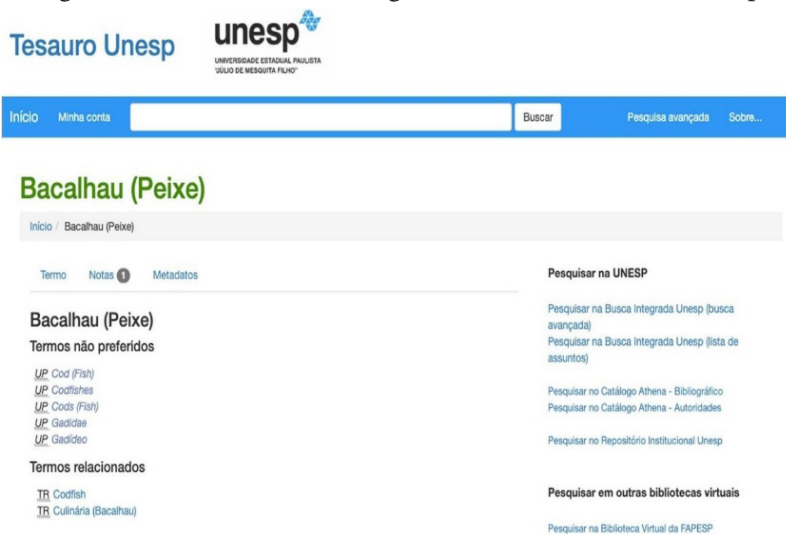 Tesauro Unesp
unesp
UNIVERSIDADE ESTADUAL PAULISTA
"JÚLIO DE MESQUITA FILHO"
Início Minha conta Buscar Pesquisa avançada Sobre...
Bacalhau (Peixe)
Início / Bacalhau (Peixe)
Termo Notas 1 Metadatos
Bacalhau (Peixe)
Termos não preferidos
UP Cod (Fish)
UP Codfishes
UP Cods (Fish)
UP Gadidae
UP Gadídeo
Termos relacionados
TR Codfish
TR Culinária (Bacalhau)
Pesquisar na UNESP
Pesquisar na Busca Integrada Unesp (busca
avançada)
Pesquisar na Busca Integrada Unesp (lista de
assuntos)
Pesquisar no Catálogo Athena - Bibliográfico
Pesquisar no Catálogo Athena - Autoridades
Pesquisar no Repositório Institucional Unesp
Pesquisar em outras bibliotecas virtuais
Pesquisar na Biblioteca Virtual da FAPESP